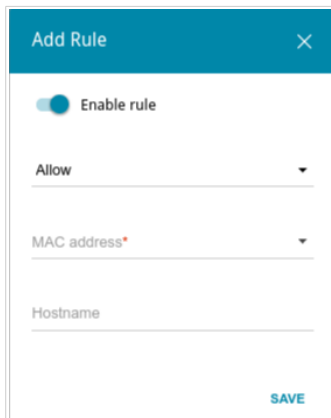 Add Rule
Enable rule
Allow
MAC address*
Hostname
SAVE